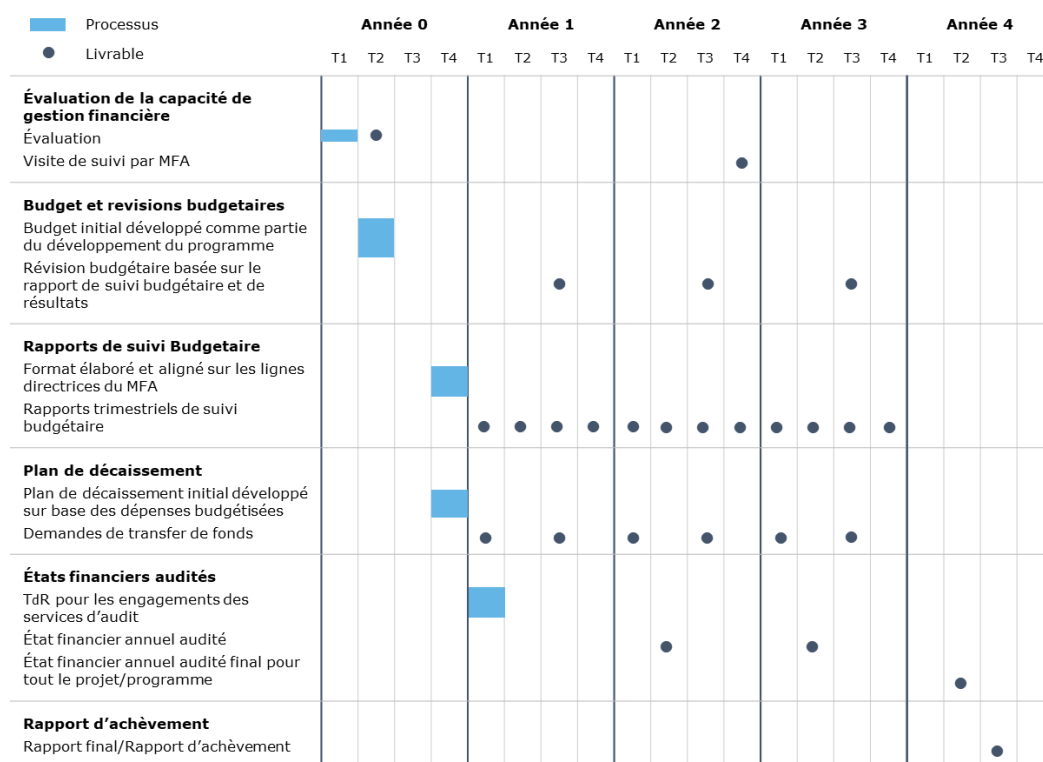 Processus
Année 0 Année 1 Année 2 Année 3 Année 4
Livrable
T1 T2 T3 T4 T1 T2 T3 T4 T1 T2 T3 T4 T1 T2 T3 T4 T1 T2 T3 T4
Évaluation de la capacité de
gestion financière
Évaluation
Visite de suivi par MFA
Budget et revisions budgetaires
Budget initial développé comme partie
du développement du programme
Révision budgétaire basée sur le
rapport de suivi budgétaire et de
résultats
Rapports de suivi Budgetaire
Format élaboré et aligné sur les lignes
directrices du MFA
Rapports trimestriels de suivi
budgétaire
Plan de décaissement
Plan de décaissement initial développé
sur base des dépenses budgétisées
Demandes de transfer de fonds
États financiers audités
TdR pour les engagements des
services d’audit
État financier annuel audité
État financier annuel audité final pour
tout le projet/programme
Rapport d’achèvement
Rapport final/Rapport d’achèvement